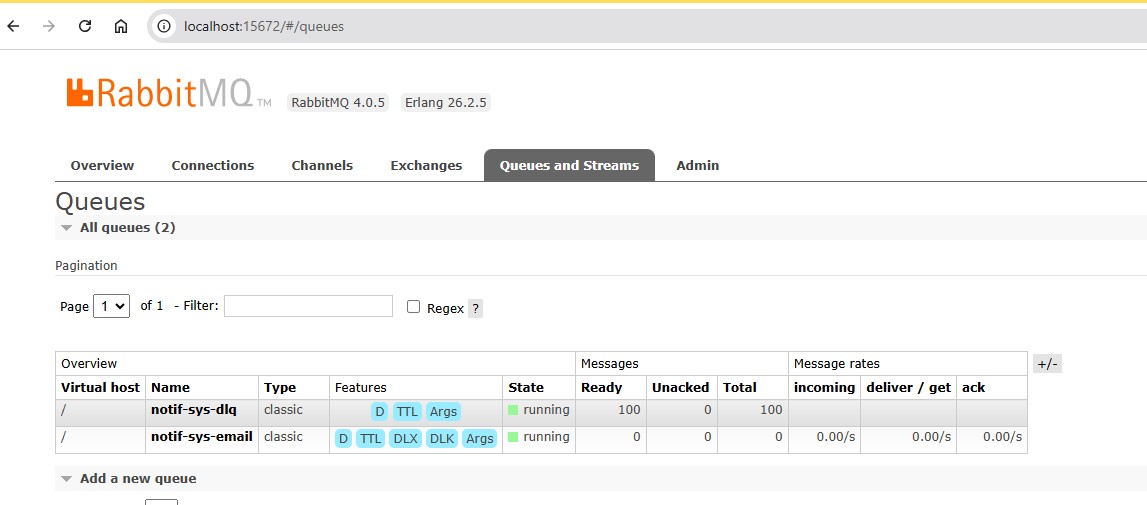 localhost:15672/#/queues
RabbitMQ TM RabbitMQ 4.0.5 Erlang 26.2.5
Overview Connections Channels Exchanges Queues and Streams Admin
Queues
All queues (2)
Pagination
Page 1 of 1 - Filter: Regex ?
Overview Messages Message rates +/-
Virtual host Name Type Features State Ready Unacked Total incoming deliver / get ack
/ notif-sys-dlq classic D TTL Args running 100 0 100
/ notif-sys-email classic D TTL DLX DLK Args running 0 0 0 0.00/s 0.00/s 0.00/s
Add a new queue